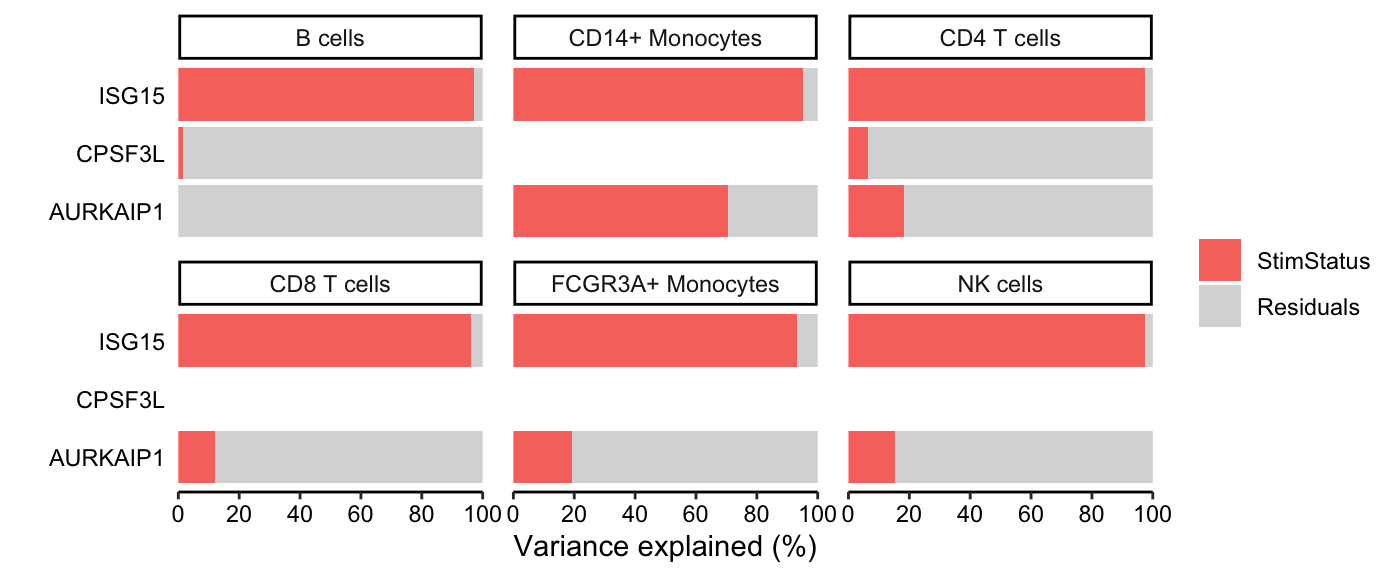 B cells CD14+ Monocytes CD4 T cells
ISG15
CPSF3L
AURKAIP1
StimStatus
Residuals
CD8 T cells FCGR3A+ Monocytes NK cells
ISG15
CPSF3L
AURKAIP1
0 20 40 60 80 100 0 20 40 60 80 100 0 20 40 60 80 100
Variance explained (%)